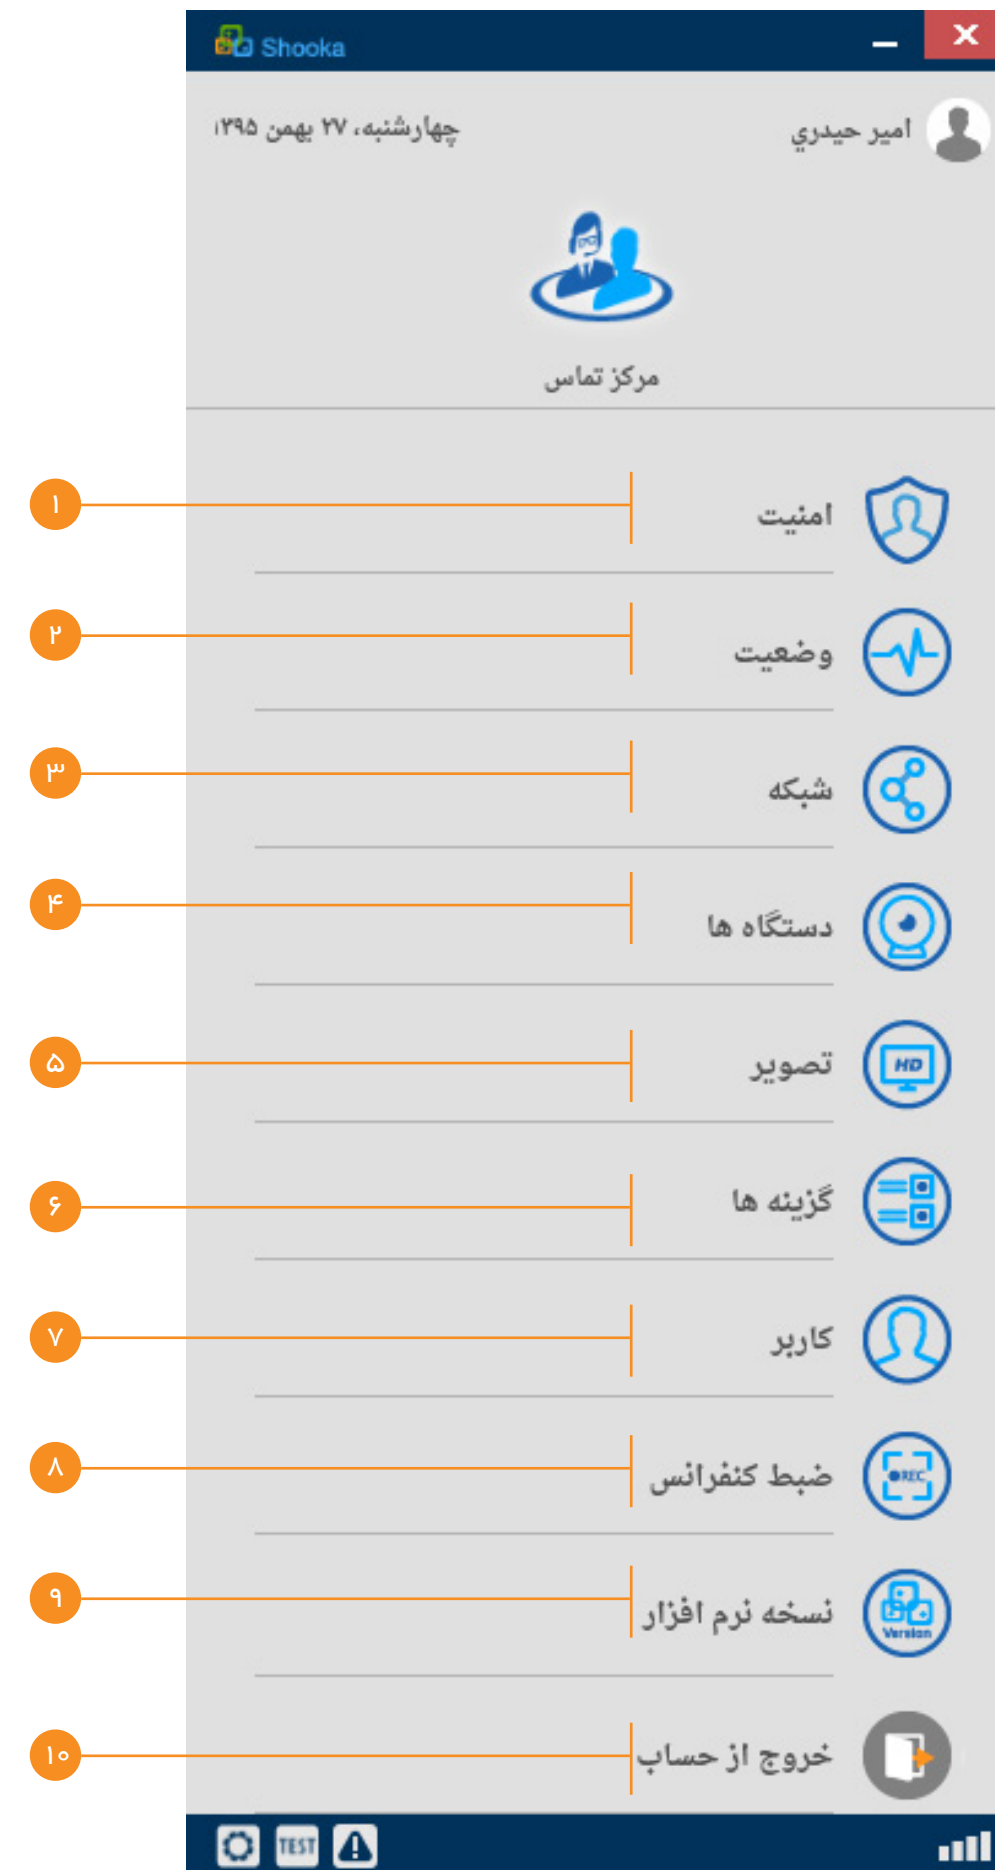 Shooka
امیر حیدري
چهارشنبه، ۲۷ بهمن ۱۳۹۵
مرکز تماس
امنیت
۱
وضعیت
۲
شبکه
۳
دستگاه ها
۴
HD
تصویر
۵
گزینه ها
۶
کاربر
۷
REC
ضبط کنفرانس
۸
Version
نسخه نرم افزار
۹
خروج از حساب
۱۰
TEST